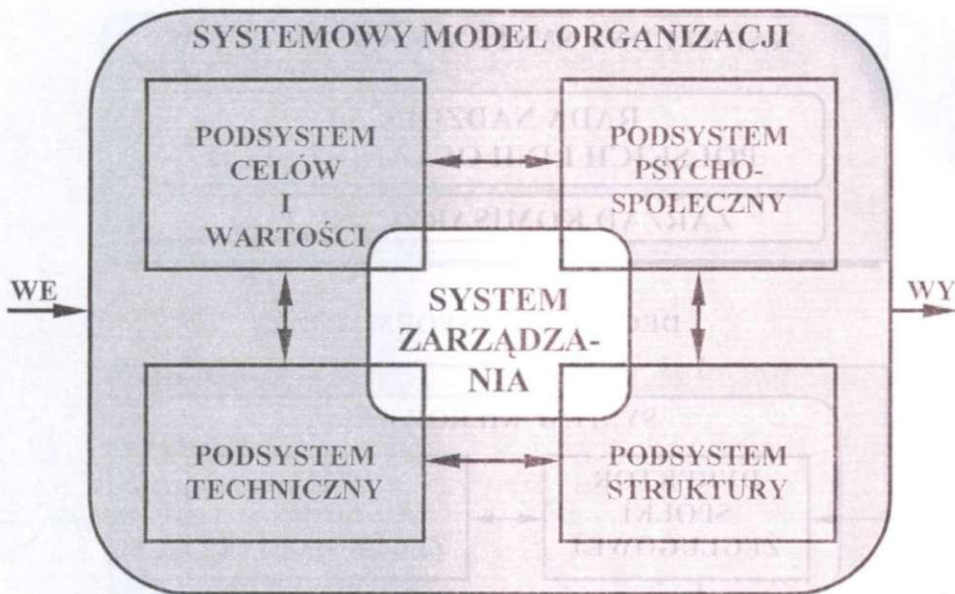 SYSTEMOWY MODEL ORGANIZACJI
PODSYSTEM
CELÓW
I
WARTOŚCI
PODSYSTEM
PSYCHO-
SPOŁECZNY
WE
SYSTEM
ZARZĄDZA-
NIA
WY
PODSYSTEM
TECHNICZNY
PODSYSTEM
STRUKTURY